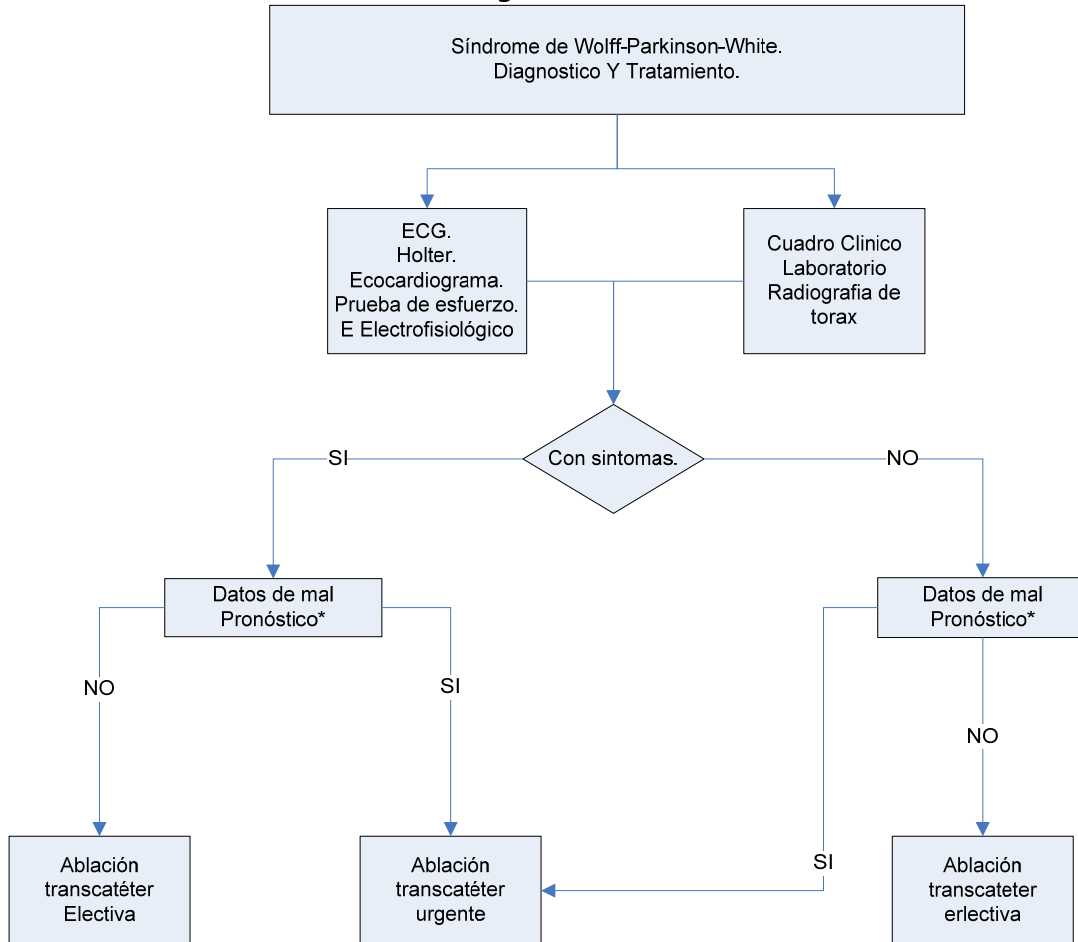 Síndrome de Wolff-Parkinson-White.
Diagnostico Y Tratamiento.
ECG.
Holter.
Ecocardiograma.
Prueba de esfuerzo.
E Electrofisiológico
Cuadro Clinico
Laboratorio
Radiografia de
torax
Con sintomas.
SI
NO
Datos de mal
Pronóstico*
Datos de mal
Pronóstico*
NO
SI
NO
SI
Ablación
transcatéter
Electiva
Ablación
transcatéter
urgente
Ablación
transcateter
erlectiva